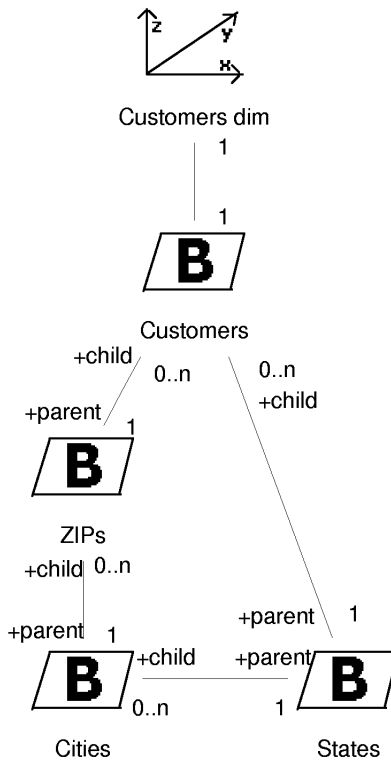 z
y
x
Customers dim
1
1
B
Customers
+child
0..n
0..n
+child
+parent
1
B
ZIPs
+child 0..n
+parent 1
+parent 1
B
+child
+parent
B
0..n
1
Cities
States